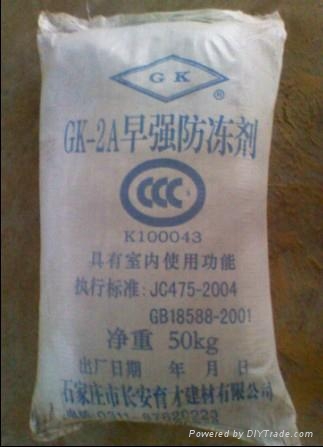 GK
®
GK-2A早强防冻剂
CCC
K100043
具有室内使用功能
执行标准: JC475-2004
GB18588-2001
净重 50kg
出厂日期 年 月 日
石家庄市长安育才建材有限公司
电话
Powered by DIYTrade.com